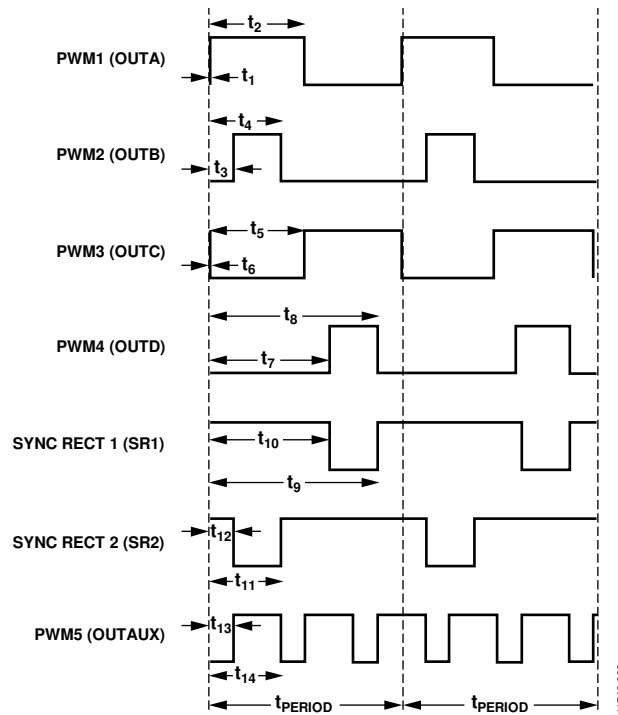 t2
PWM1 (OUTA)
t1
t4
PWM2 (OUTB)
t3
t5
PWM3 (OUTC)
t6
t8
PWM4 (OUTD)
t7
SYNC RECT 1 (SR1)
t10
t9
SYNC RECT 2 (SR2)
t12
t11
PWM5 (OUTAUX)
t13
t14
tPERIOD tPERIOD